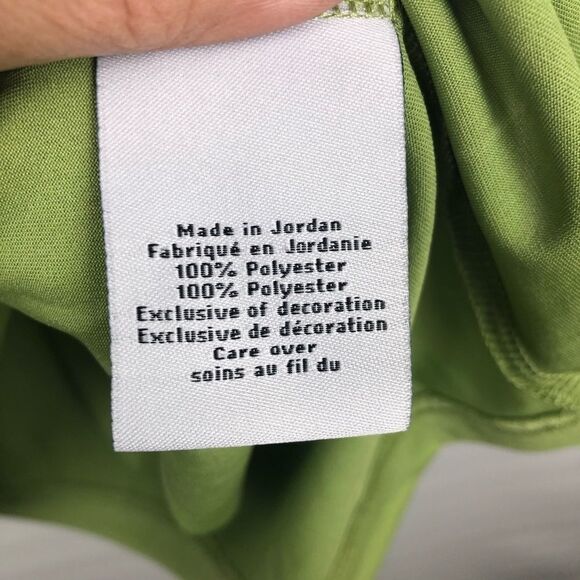 Made in Jordan
Fabriqué en Jordanie
100% Polyester
100% Polyester
Exclusive of decoration
Exclusive de décoration
Care over
soins au fil du